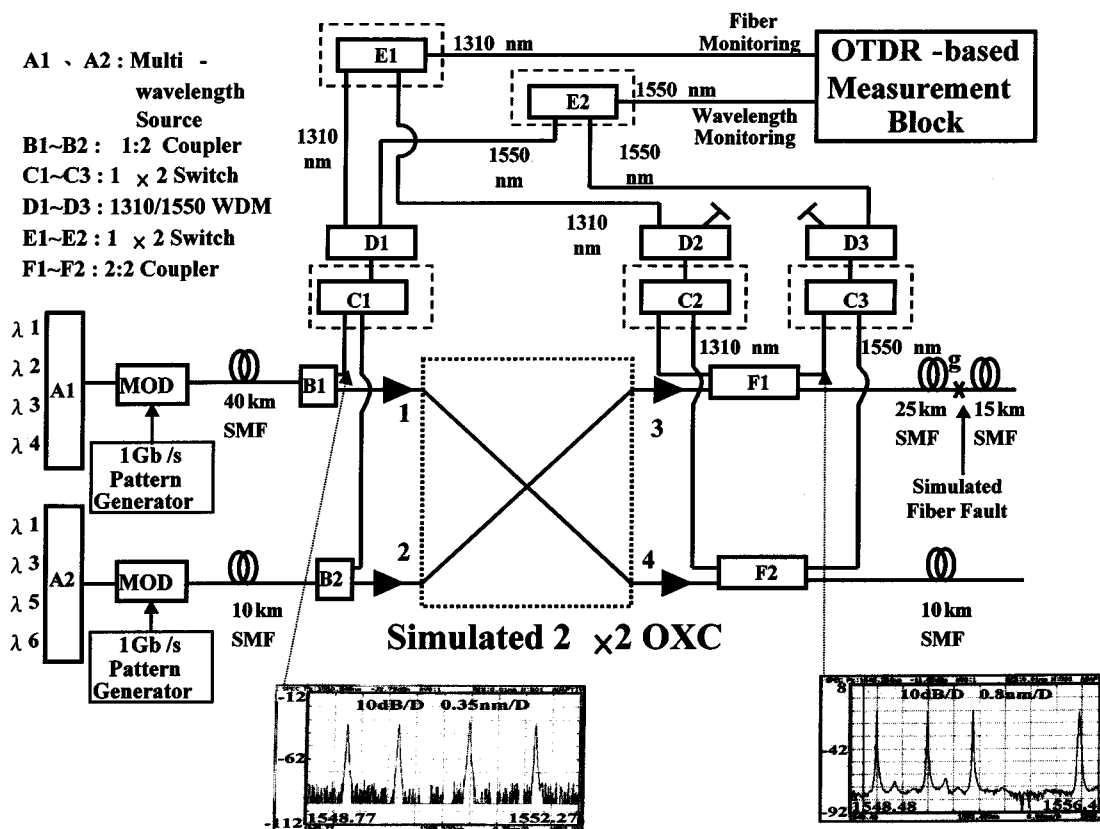 A1 、A2 : Multi -
wavelength
Source
B1~B2 : 1:2 Coupler
C1~C3 : 1 × 2 Switch
D1~D3 : 1310/1550 WDM
E1~E2 : 1 × 2 Switch
F1~F2 : 2:2 Coupler
E1
1310 nm
Fiber
Monitoring
OTDR -based
Measurement
Block
E2
1550 nm
Wavelength
Monitoring
1310
nm
1550
nm
1550
nm
1310
nm
D1
D2
D3
C1
C2
C3
1310 nm
1550 nm
λ 1
λ 2
λ 3
λ 4
A1
MOD
40 km
SMF
B1
1
3
F1
g
25 km
SMF
15 km
SMF
1Gb /s
Pattern
Generator
Simulated
Fiber Fault
λ 1
λ 3
λ 5
λ 6
A2
MOD
10 km
SMF
B2
2
4
F2
10 km
SMF
1Gb /s
Pattern
Generator
Simulated 2 ×2 OXC
-12
10dB/D 0.35nm/D
-62
1548.77 1552.27
-112
8
10dB/D 0.8nm/D
-42
1548.48 1556.4
-92